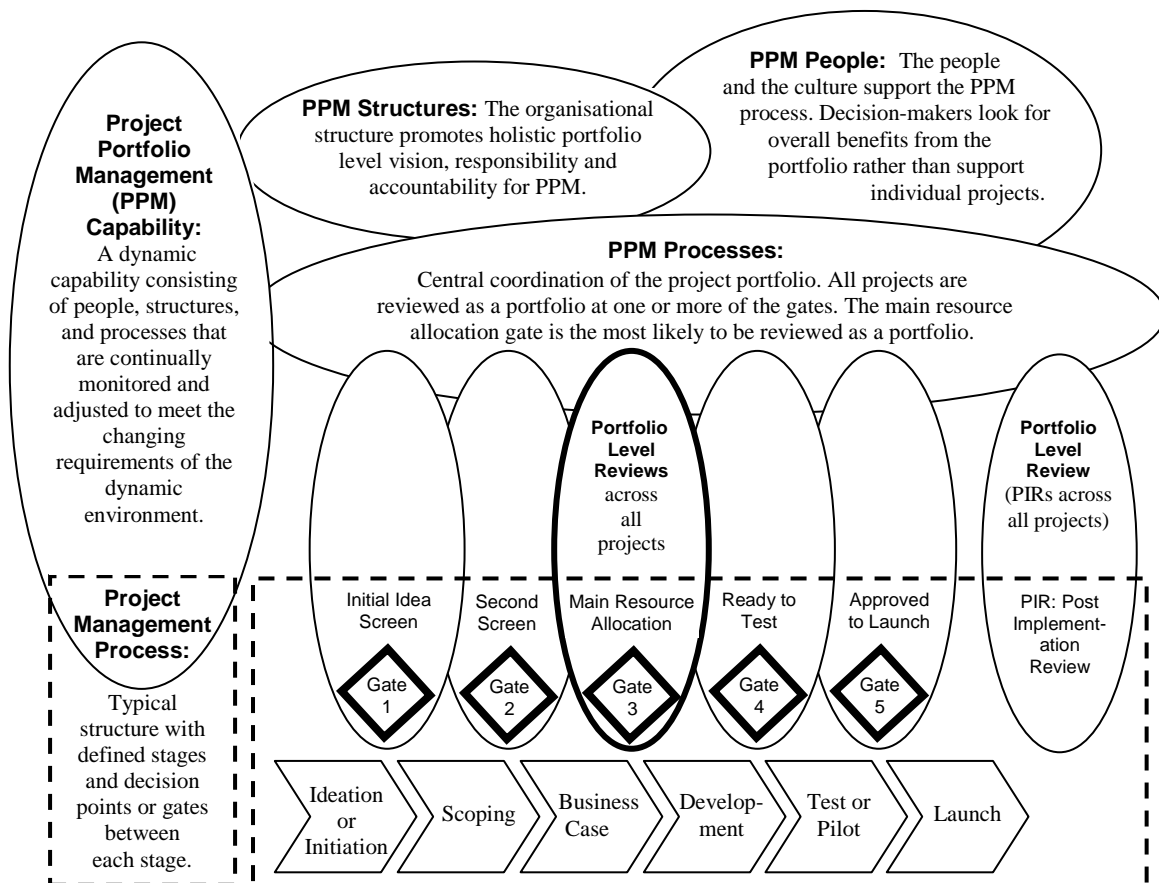 Project
Portfolio
Management
(PPM)
Capability:
A dynamic
capability consisting
of people, structures,
and processes that
are continually
monitored and
adjusted to meet the
changing
requirements of the
dynamic
environment.
PPM Structures: The organisational
structure promotes holistic portfolio
level vision, responsibility and
accountability for PPM.
PPM People: The people
and the culture support the PPM
process. Decision-makers look for
overall benefits from the
portfolio rather than support
individual projects.
PPM Processes:
Central coordination of the project portfolio. All projects are
reviewed as a portfolio at one or more of the gates. The main resource
allocation gate is the most likely to be reviewed as a portfolio.
Portfolio
Level
Reviews
across
all
projects
Portfolio
Level
Review
(PIRs across
all projects)
Project
Management
Process:
Typical
structure with
defined stages
and decision
points or gates
between
each stage.
Initial Idea
Screen
Gate
1
Second
Screen
Gate
2
Main Resource
Allocation
Gate
3
Ready to
Test
Gate
4
Approved
to Launch
Gate
5
PIR: Post
Implement-
ation
Review
Ideation
or
Initiation
Scoping
Business
Case
Develop-
ment
Test or
Pilot
Launch